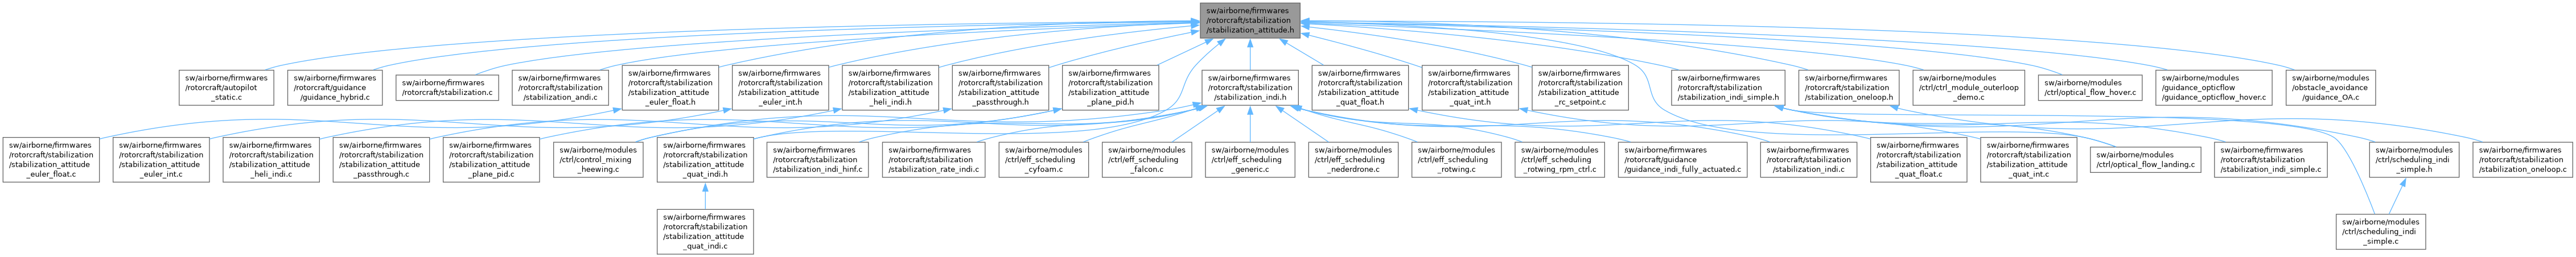 sw/airborne/firmwares
/rotorcraft/stabilization
/stabilization_attitude.h
sw/airborne/firmwares
/rotorcraft/autopilot
_static.c
sw/airborne/firmwares
/rotorcraft/guidance
/guidance_hybrid.c
sw/airborne/firmwares
/rotorcraft/stabilization.c
sw/airborne/firmwares
/rotorcraft/stabilization
/stabilization_andi.c
sw/airborne/firmwares
/rotorcraft/stabilization
/stabilization_attitude
_euler_float.h
sw/airborne/firmwares
/rotorcraft/stabilization
/stabilization_attitude
_euler_int.h
sw/airborne/firmwares
/rotorcraft/stabilization
/stabilization_attitude
_heli_indi.h
sw/airborne/firmwares
/rotorcraft/stabilization
/stabilization_attitude
_passthrough.h
sw/airborne/firmwares
/rotorcraft/stabilization
/stabilization_attitude
_plane_pid.h
sw/airborne/firmwares
/rotorcraft/stabilization
/stabilization_indi.h
sw/airborne/firmwares
/rotorcraft/stabilization
/stabilization_attitude
_quat_float.h
sw/airborne/firmwares
/rotorcraft/stabilization
/stabilization_attitude
_quat_int.h
sw/airborne/firmwares
/rotorcraft/stabilization
/stabilization_attitude
_rc_setpoint.c
sw/airborne/firmwares
/rotorcraft/stabilization
/stabilization_indi_simple.h
sw/airborne/firmwares
/rotorcraft/stabilization
/stabilization_oneloop.h
sw/airborne/modules
/ctrl/ctrl_module_outerloop
_demo.c
sw/airborne/modules
/ctrl/optical_flow_hover.c
sw/airborne/modules
/guidance_opticflow
/guidance_opticflow_hover.c
sw/airborne/modules
/obstacle_avoidance
/guidance_OA.c
sw/airborne/firmwares
/rotorcraft/stabilization
/stabilization_attitude
_euler_float.c
sw/airborne/firmwares
/rotorcraft/stabilization
/stabilization_attitude
_euler_int.c
sw/airborne/firmwares
/rotorcraft/stabilization
/stabilization_attitude
_heli_indi.c
sw/airborne/firmwares
/rotorcraft/stabilization
/stabilization_attitude
_passthrough.c
sw/airborne/firmwares
/rotorcraft/stabilization
/stabilization_attitude
_plane_pid.c
sw/airborne/modules
/ctrl/control_mixing
_heewing.c
sw/airborne/firmwares
/rotorcraft/stabilization
/stabilization_attitude
_quat_indi.h
sw/airborne/firmwares
/rotorcraft/stabilization
/stabilization_indi_hinf.c
sw/airborne/firmwares
/rotorcraft/stabilization
/stabilization_rate_indi.c
sw/airborne/modules
/ctrl/eff_scheduling
_cyfoam.c
sw/airborne/modules
/ctrl/eff_scheduling
_falcon.c
sw/airborne/modules
/ctrl/eff_scheduling
_generic.c
sw/airborne/modules
/ctrl/eff_scheduling
_nederdrone.c
sw/airborne/modules
/ctrl/eff_scheduling
_rotwing.c
sw/airborne/modules
/ctrl/eff_scheduling
_rotwing_rpm_ctrl.c
sw/airborne/firmwares
/rotorcraft/guidance
/guidance_indi_fully_actuated.c
sw/airborne/firmwares
/rotorcraft/stabilization
/stabilization_indi.c
sw/airborne/firmwares
/rotorcraft/stabilization
/stabilization_attitude
_quat_float.c
sw/airborne/firmwares
/rotorcraft/stabilization
/stabilization_attitude
_quat_int.c
sw/airborne/modules
/ctrl/optical_flow_landing.c
sw/airborne/firmwares
/rotorcraft/stabilization
/stabilization_indi_simple.c
sw/airborne/modules
/ctrl/scheduling_indi
_simple.h
sw/airborne/firmwares
/rotorcraft/stabilization
/stabilization_oneloop.c
sw/airborne/firmwares
/rotorcraft/stabilization
/stabilization_attitude
_quat_indi.c
sw/airborne/modules
/ctrl/scheduling_indi
_simple.c